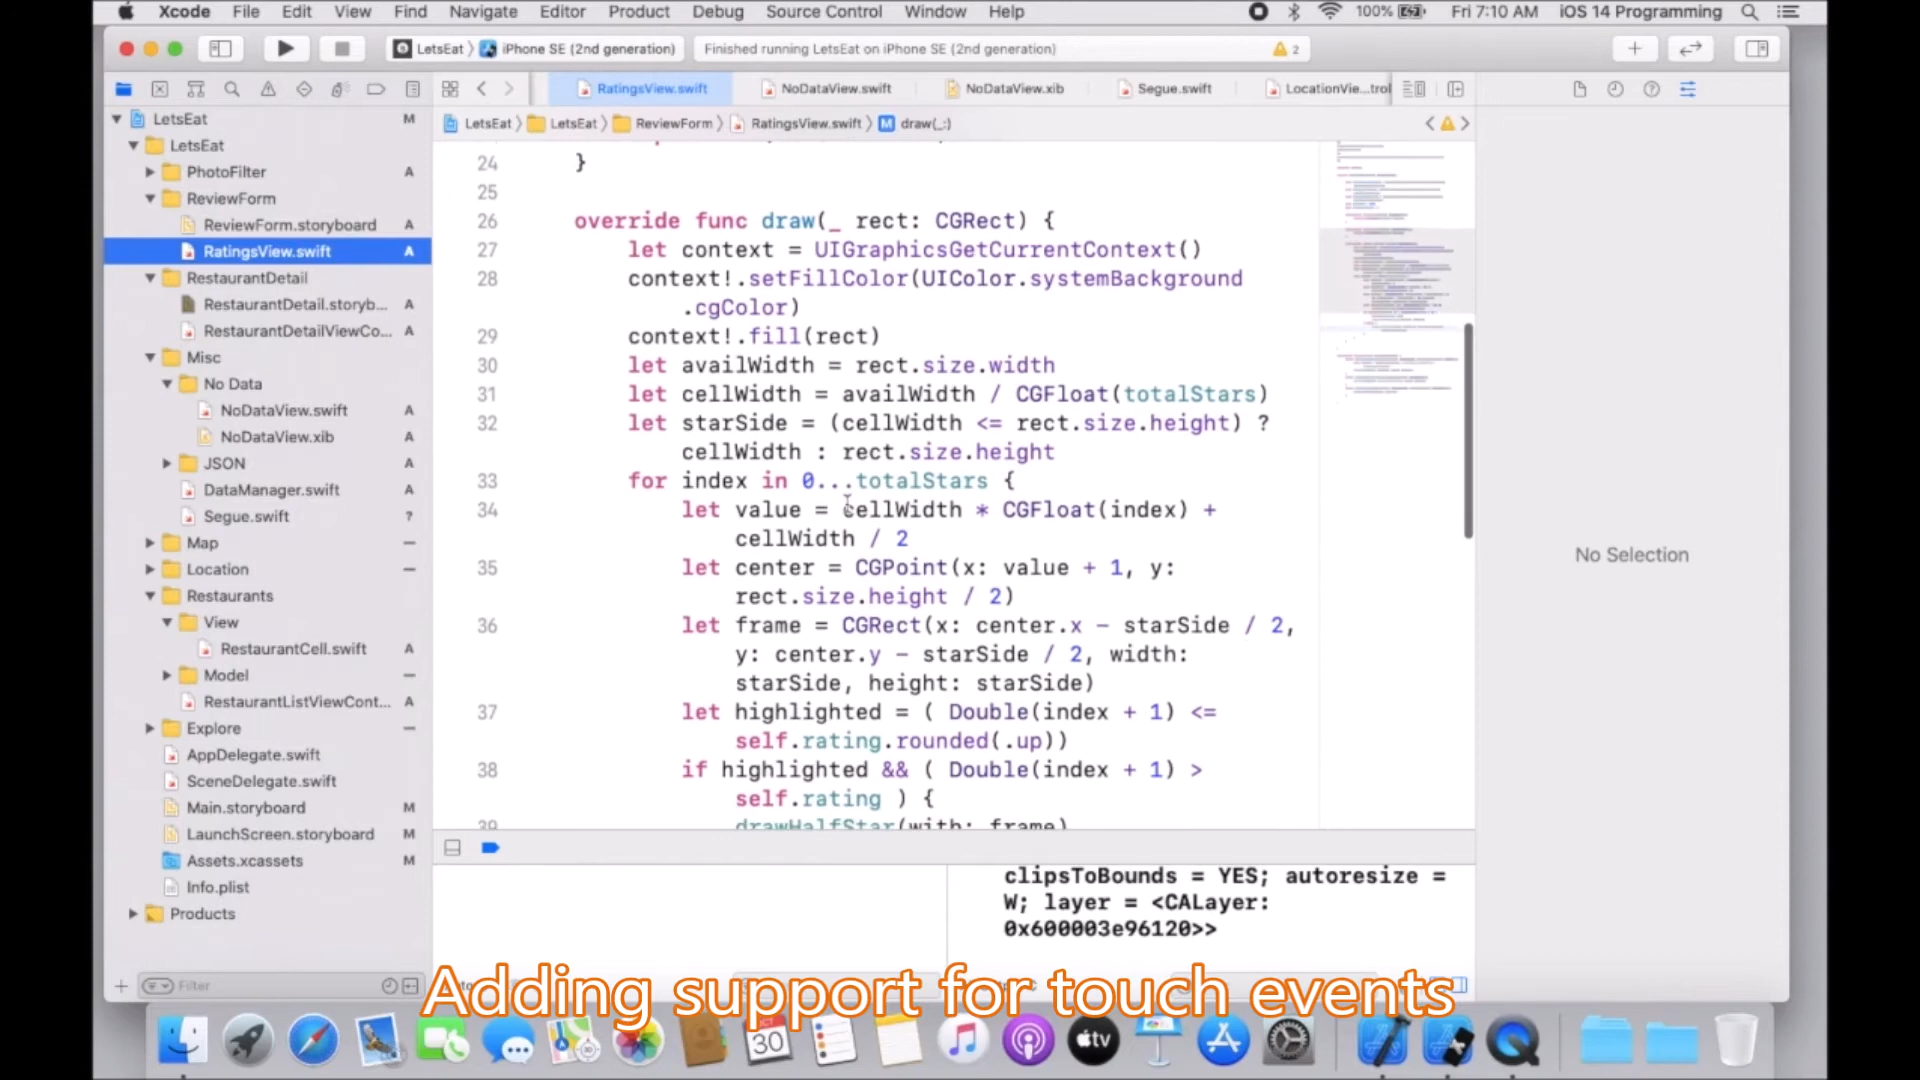 Xcode File Edit View Find Navigate Editor Product Debug Source Control Window Help 100% Fri 7:10 AM iOS 14 Programming
LetsEat iPhone SE (2nd generation) Finished running LetsEat on iPhone SE (2nd generation) 2
RatingsView.swift NoDataView.swift NoDataView.xib Segue.swift LocationVie...trol
LetsEat LetsEat ReviewForm RatingsView.swift M draw(_:)
LetsEat M
LetsEat
PhotoFilter A
ReviewForm
ReviewForm.storyboard A
RatingsView.swift A
RestaurantDetail
RestaurantDetail.storyb... A
RestaurantDetailViewCo... A
Misc
No Data
NoDataView.swift A
NoDataView.xib A
JSON A
DataManager.swift A
Segue.swift ?
Map –
Location –
Restaurants
View
RestaurantCell.swift A
Model –
RestaurantListViewCont... A
Explore –
AppDelegate.swift
SceneDelegate.swift
Main.storyboard M
LaunchScreen.storyboard M
Assets.xcassets M
Info.plist
Products
Filter
24 }
25
26 override func draw(_ rect: CGRect) {
27 let context = UIGraphicsGetCurrentContext()
28 context!.setFillColor(UIColor.systemBackground
.cgColor)
29 context!.fill(rect)
30 let availWidth = rect.size.width
31 let cellWidth = availWidth / CGFloat(totalStars)
32 let starSide = (cellWidth <= rect.size.height) ?
cellWidth : rect.size.height
33 for index in 0...totalStars {
34 let value = cellWidth * CGFloat(index) +
cellWidth / 2
35 let center = CGPoint(x: value + 1, y:
rect.size.height / 2)
36 let frame = CGRect(x: center.x - starSide / 2,
y: center.y - starSide / 2, width:
starSide, height: starSide)
37 let highlighted = ( Double(index + 1) <=
self.rating.rounded(.up))
38 if highlighted && ( Double(index + 1) >
self.rating ) {
39 drawHalfStar(with: frame)
No Selection
clipsToBounds = YES; autoresize =
W; layer = <CALayer:
0x600003e96120>>
Adding support for touch events
OCT
30
tv